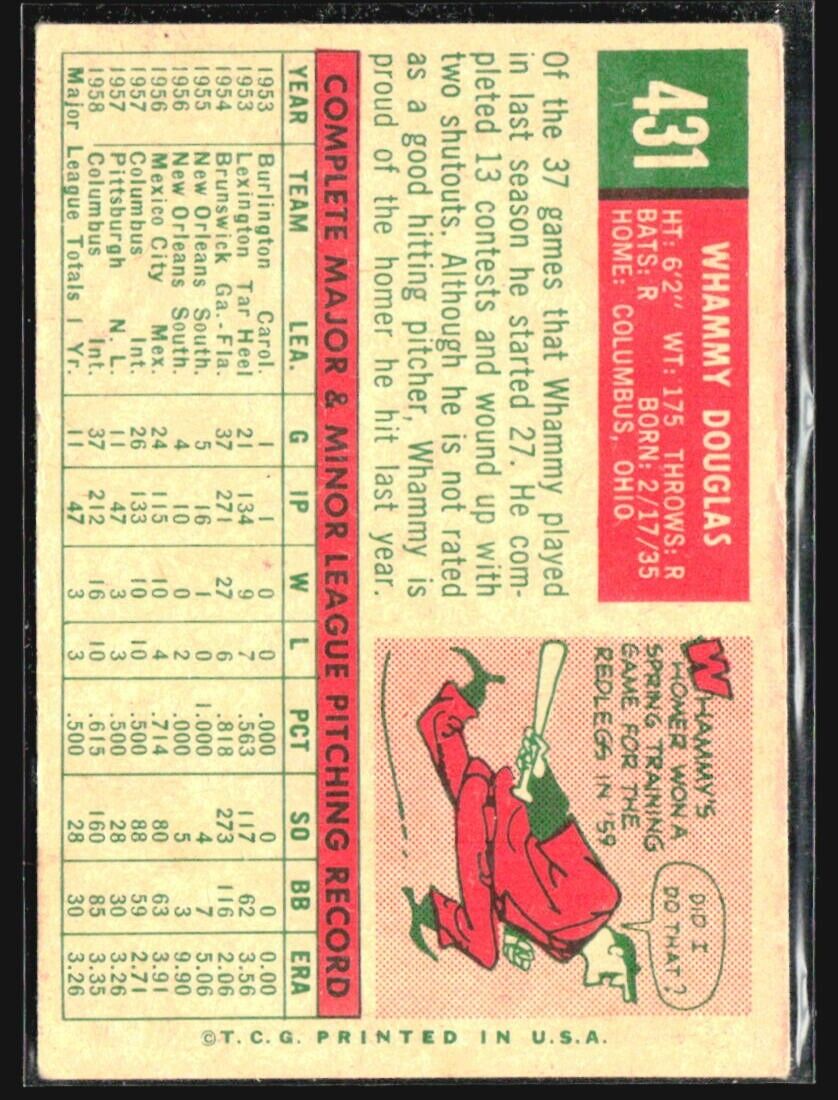 431
WHAMMY DOUGLAS
HT: 6'2" WT: 175 THROWS: R
BATS: R BORN: 2/17/35
HOME: COLUMBUS, OHIO
Of the 37 games that Whammy played
in last season he started 27. He com-
pleted 13 contests and wound up with
two shutouts. Although he is not rated
as a good hitting pitcher, Whammy is
proud of the homer he hit last year.
WHAMMY'S
HOMER WON A
SPRING TRAINING
GAME FOR THE
REDLEGS IN '59
DID I
DO THAT?
COMPLETE MAJOR & MINOR LEAGUE PITCHING RECORD
YEAR TEAM LEA. G IP W L PCT SO BB ERA
1953 Burlington Carol. 1 1 0 0 .000 0 0 0.00
1953 Lexington Tar Heel 21 134 9 7 .563 117 62 3.56
1954 Brunswick Ga.-Fla. 37 271 27 6 .818 273 116 2.06
1955 New Orleans South. 5 16 1 0 1.000 4 7 5.06
1956 New Orleans South. 4 10 0 2 .000 5 3 9.90
1956 Mexico City Mex. 24 115 10 4 .714 80 63 3.91
1957 Columbus Int. 26 133 10 10 .500 88 59 2.71
1957 Pittsburgh N. L. 11 47 3 3 .500 28 30 3.26
1958 Columbus Int. 37 212 16 10 .615 160 85 3.35
Major League Totals 1 Yr. 11 47 3 3 .500 28 30 3.26
©T.C.G. PRINTED IN U.S.A.